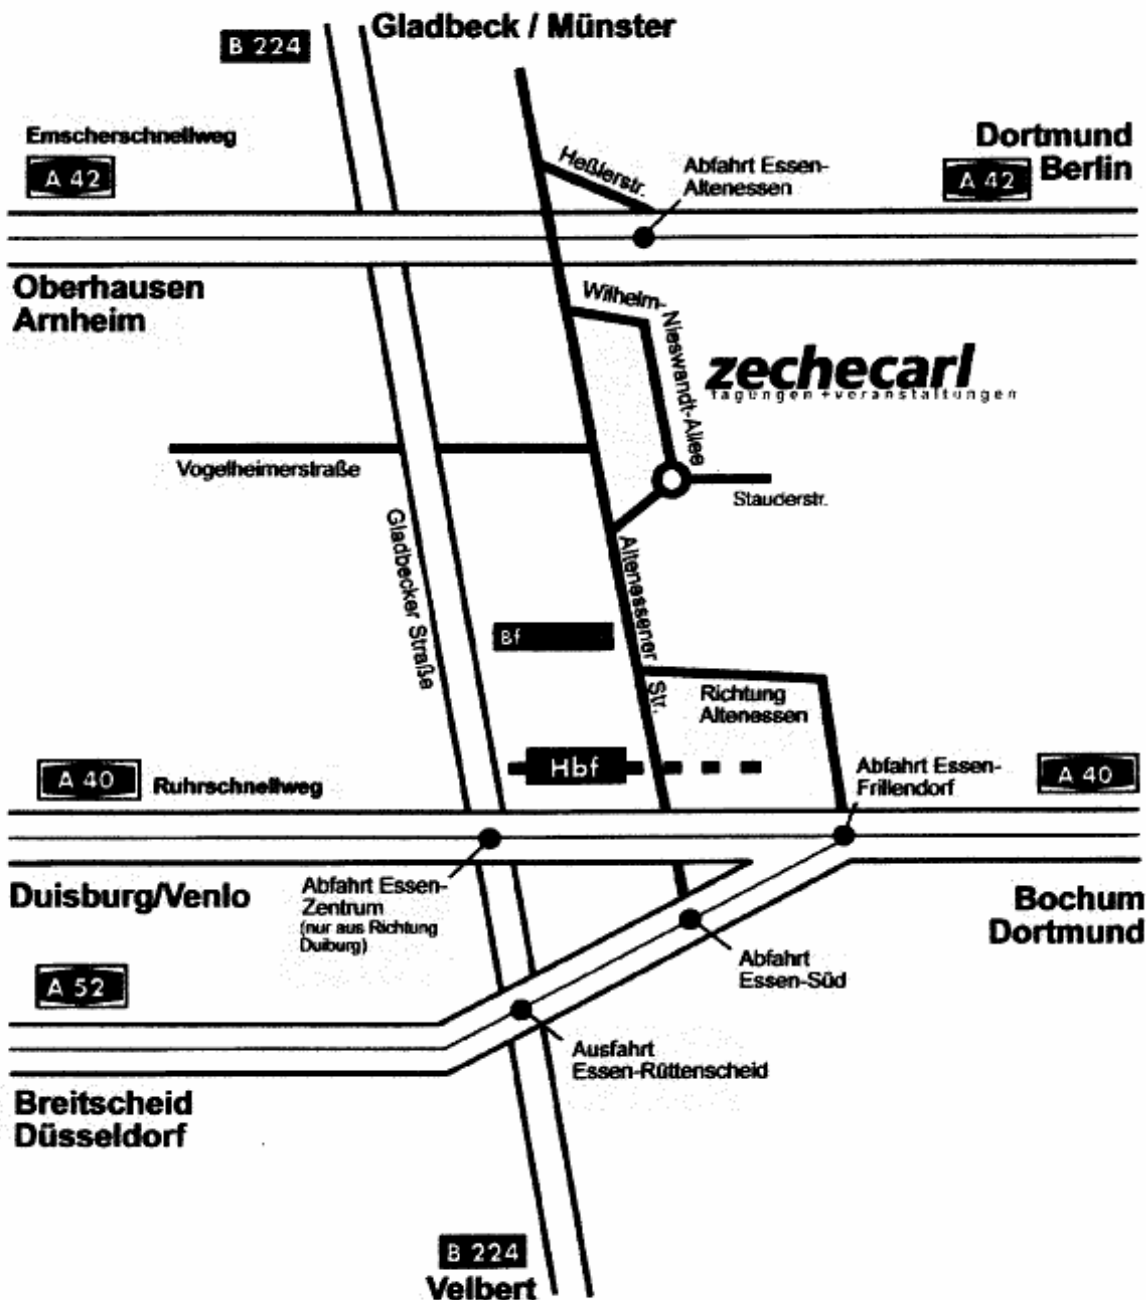 Gladbeck / Münster
B 224
Emscherschnellweg
A 42
Heßlerstr.
Abfahrt Essen-
Altenessen
Dortmund
Berlin
A 42
Oberhausen
Arnheim
Wilhelm-
Nieswandt-Allee
zechecarl
tagungen+veranstaltungen
Vogelheimerstraße
Stauderstr.
Gladbecker Straße
Altenessener Str.
Bf
Richtung
Altenessen
Hbf
A 40
Ruhrschnellweg
Abfahrt Essen-
Frillendorf
A 40
Duisburg/Venlo
Abfahrt Essen-
Zentrum
(nur aus Richtung
Duiburg)
Bochum
Dortmund
A 52
Abfahrt
Essen-Süd
Ausfahrt
Essen-Rüttenscheid
Breitscheid
Düsseldorf
B 224
Velbert